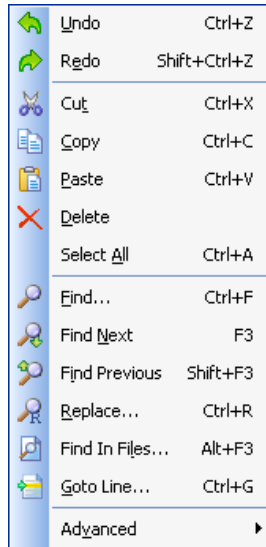 Undo Ctrl+Z
Redo Shift+Ctrl+Z
Cut Ctrl+X
Copy Ctrl+C
Paste Ctrl+V
Delete
Select All Ctrl+A
Find... Ctrl+F
Find Next F3
Find Previous Shift+F3
Replace... Ctrl+R
Find In Files... Alt+F3
Goto Line... Ctrl+G
Advanced